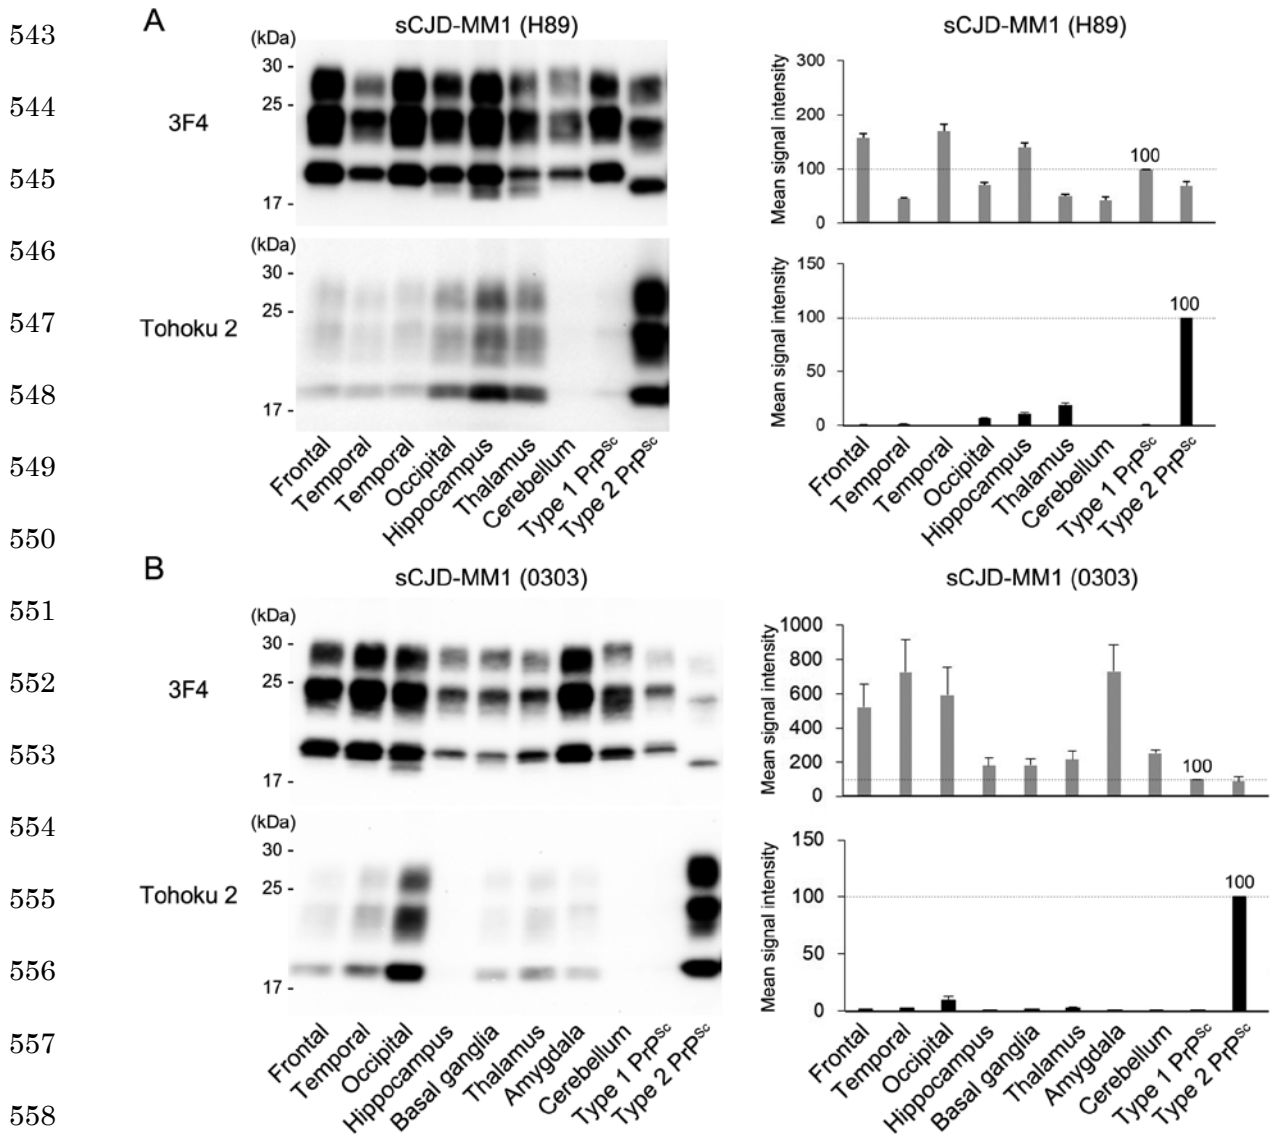 543
544
545
546
547
548
549
550
551
552
553
554
555
556
557
558
A
sCJD-MM1 (H89)
(kDa)
30 -
25 -
17 -
3F4
(kDa)
30 -
25 -
17 -
Tohoku 2
Frontal
Temporal
Temporal
Occipital
Hippocampus
Thalamus
Cerebellum
Type 1 PrPSc
Type 2 PrPSc
sCJD-MM1 (H89)
Mean signal intensity
300
200
100
0
100
Mean signal intensity
150
100
50
0
100
Frontal
Temporal
Temporal
Occipital
Hippocampus
Thalamus
Cerebellum
Type 1 PrPSc
Type 2 PrPSc
B
sCJD-MM1 (0303)
(kDa)
30 -
25 -
17 -
3F4
(kDa)
30 -
25 -
17 -
Tohoku 2
Frontal
Temporal
Occipital
Hippocampus
Basal ganglia
Thalamus
Amygdala
Cerebellum
Type 1 PrPSc
Type 2 PrPSc
sCJD-MM1 (0303)
Mean signal intensity
1000
800
600
400
200
0
100
Mean signal intensity
150
100
50
0
100
Frontal
Temporal
Occipital
Hippocampus
Basal ganglia
Thalamus
Amygdala
Cerebellum
Type 1 PrPSc
Type 2 PrPSc